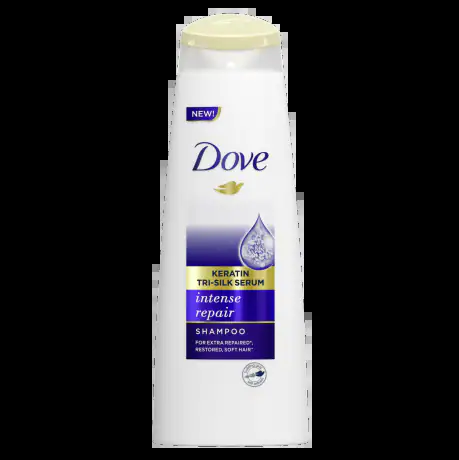 NEW!
Dove
KERATIN
TRI-SILK SERUM
intense
repair
SHAMPOO
FOR EXTRA REPAIRED*,
RESTORED, SOFT HAIR*